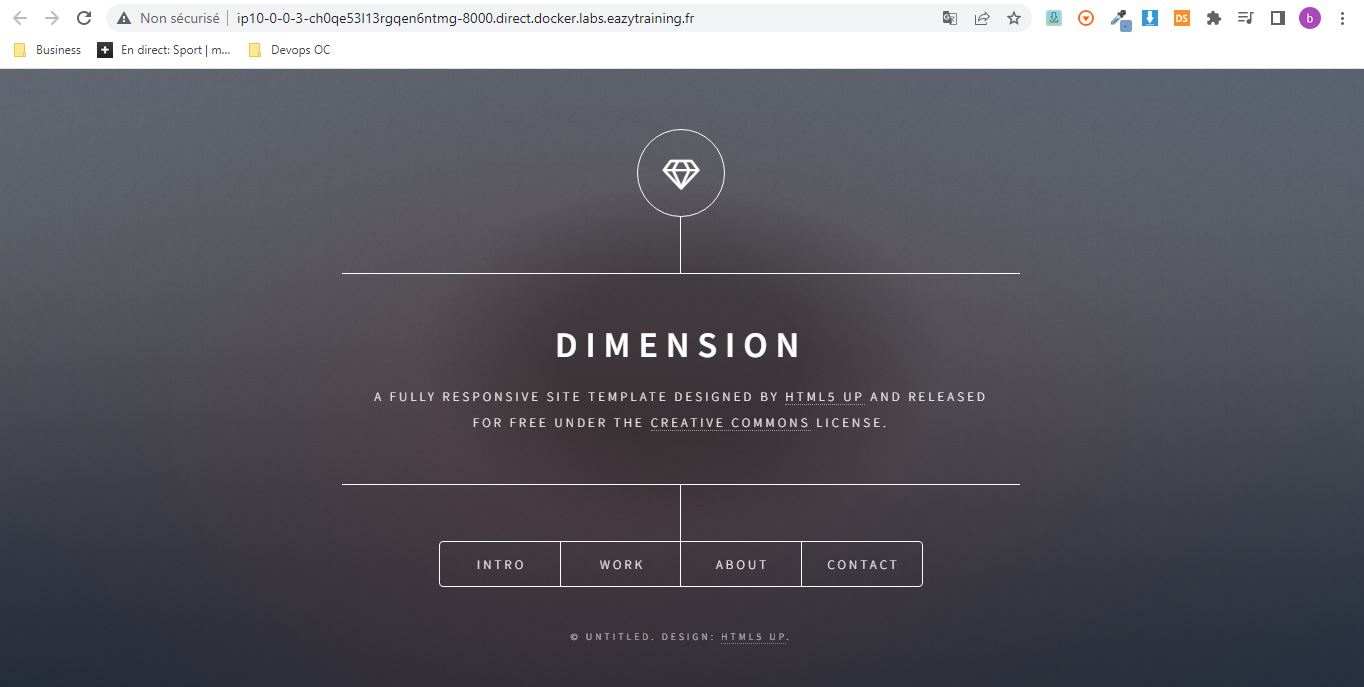 Non sécurisé ip10-0-0-3-ch0qe53l13rgqen6ntmg-8000.direct.docker.labs.eazytraining.fr DS b
Business En direct: Sport | m... Devops OC
DIMENSION
A FULLY RESPONSIVE SITE TEMPLATE DESIGNED BY HTML5 UP AND RELEASED
FOR FREE UNDER THE CREATIVE COMMONS LICENSE.
INTRO WORK ABOUT CONTACT
© UNTITLED. DESIGN: HTML5 UP.